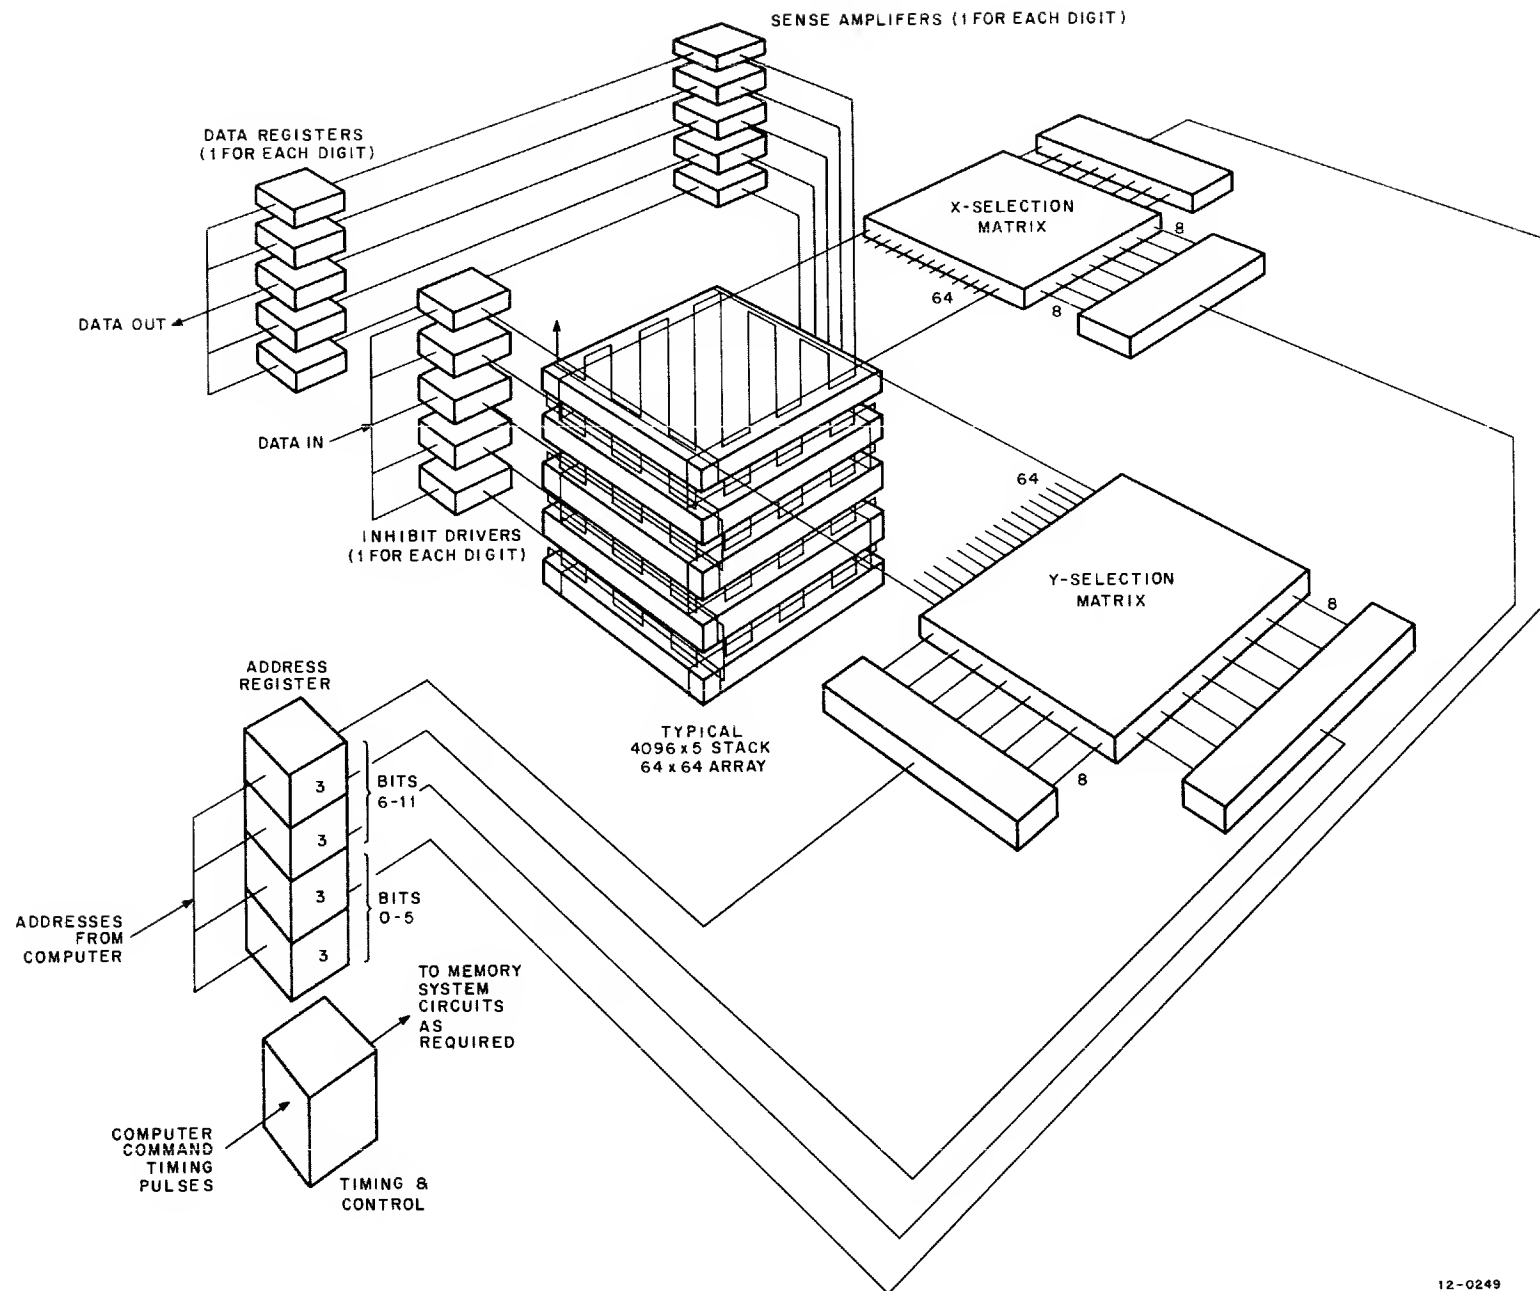 SENSE AMPLIFERS (1 FOR EACH DIGIT)
DATA REGISTERS
(1 FOR EACH DIGIT)
X-SELECTION
MATRIX
8
64
8
DATA OUT
DATA IN
INHIBIT DRIVERS
(1 FOR EACH DIGIT)
64
Y-SELECTION
MATRIX
8
8
TYPICAL
4096 x 5 STACK
64 x 64 ARRAY
ADDRESS
REGISTER
3
BITS
6-11
3
3
BITS
0-5
3
ADDRESSES
FROM
COMPUTER
TO MEMORY
SYSTEM
CIRCUITS
AS
REQUIRED
COMPUTER
COMMAND
TIMING
PULSES
TIMING &
CONTROL
12-0249